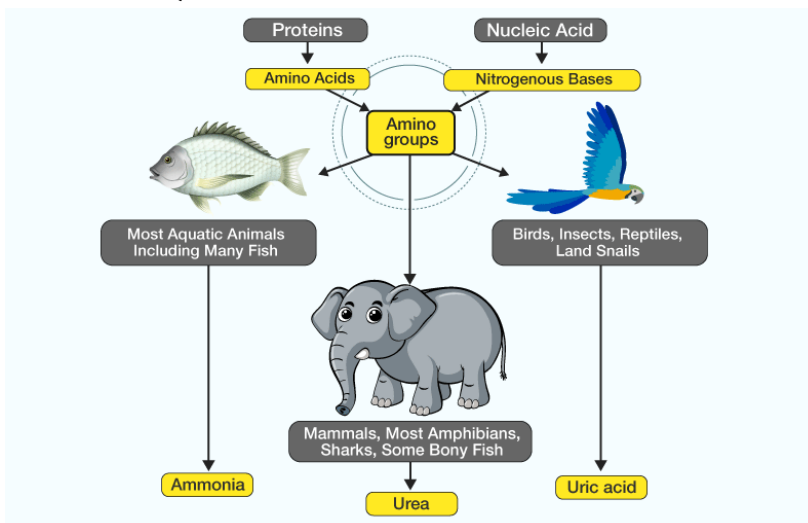 Proteins
Nucleic Acid
Amino Acids
Nitrogenous Bases
Amino
groups
Most Aquatic Animals
Including Many Fish
Birds, Insects, Reptiles,
Land Snails
Mammals, Most Amphibians,
Sharks, Some Bony Fish
Ammonia
Urea
Uric acid